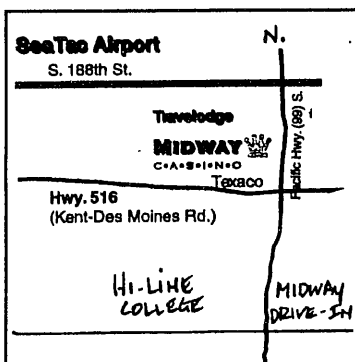 N.
SeaTac Airport
S. 188th St.
Travelodge
MIDWAY
C•A•S•I•N•O
Pacific Hwy. (99) S.
Texaco
Hwy. 516
(Kent-Des Moines Rd.)
HI-LINE
COLLEGE
MIDWAY
DRIVE-IN